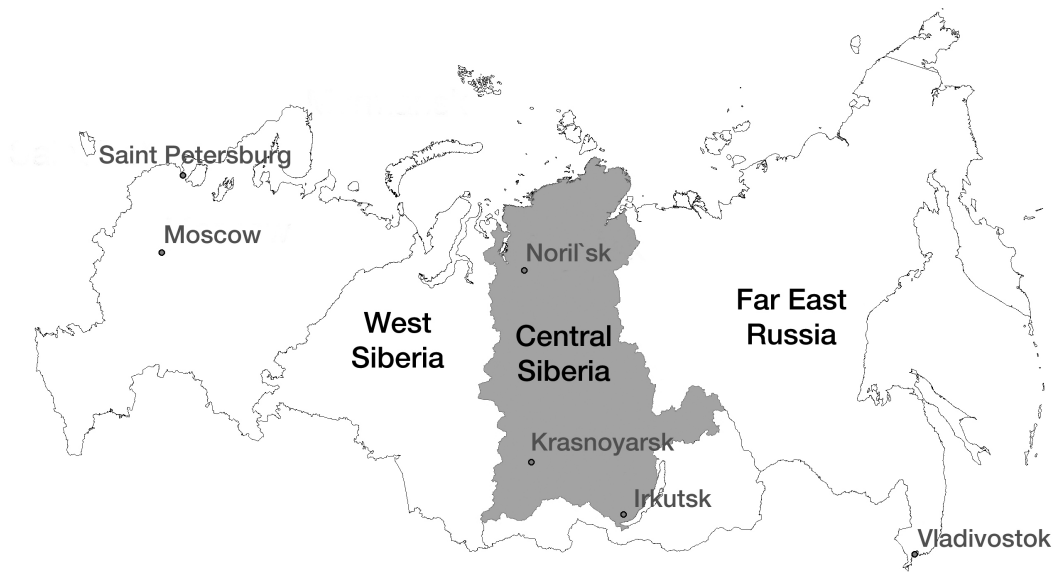 Saint Petersburg
Moscow
Noril`sk
West
Siberia
Central
Siberia
Far East
Russia
Krasnoyarsk
Irkutsk
Vladivostok